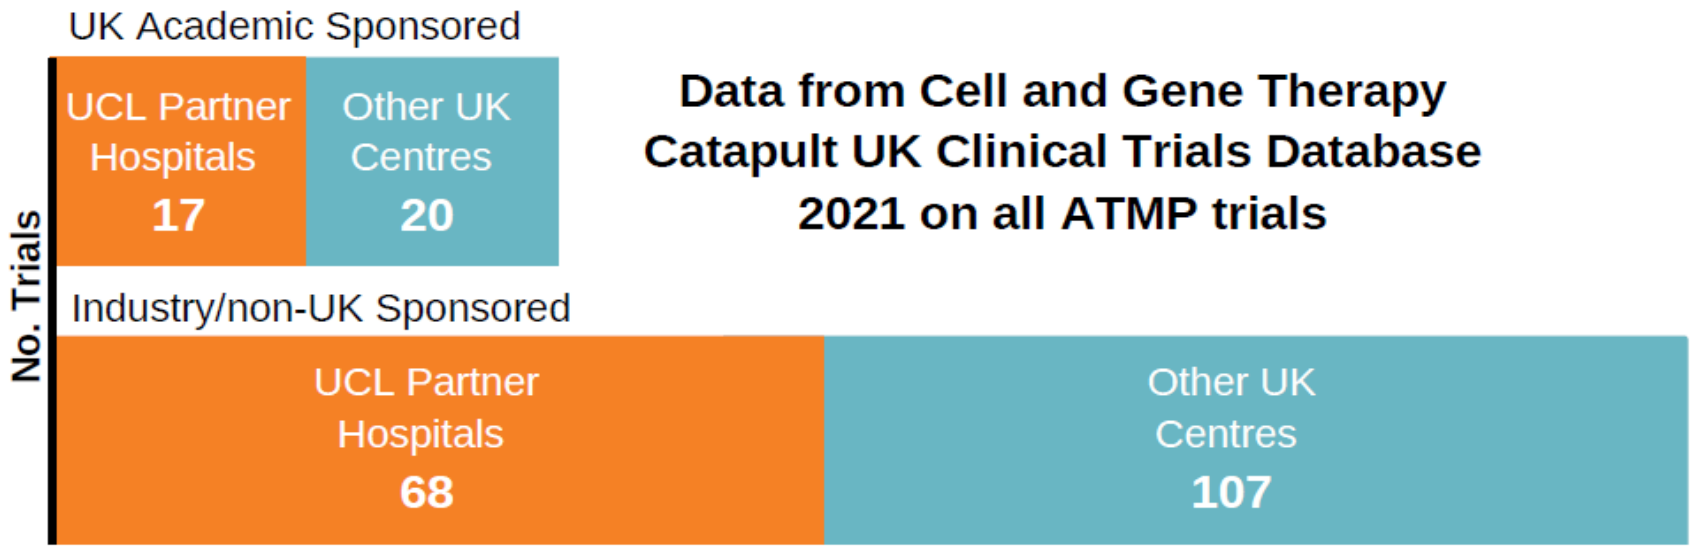 UK Academic Sponsored
UCL Partner
Hospitals
17
Other UK
Centres
20
Data from Cell and Gene Therapy
Catapult UK Clinical Trials Database
2021 on all ATMP trials
No. Trials
Industry/non-UK Sponsored
UCL Partner
Hospitals
68
Other UK
Centres
107